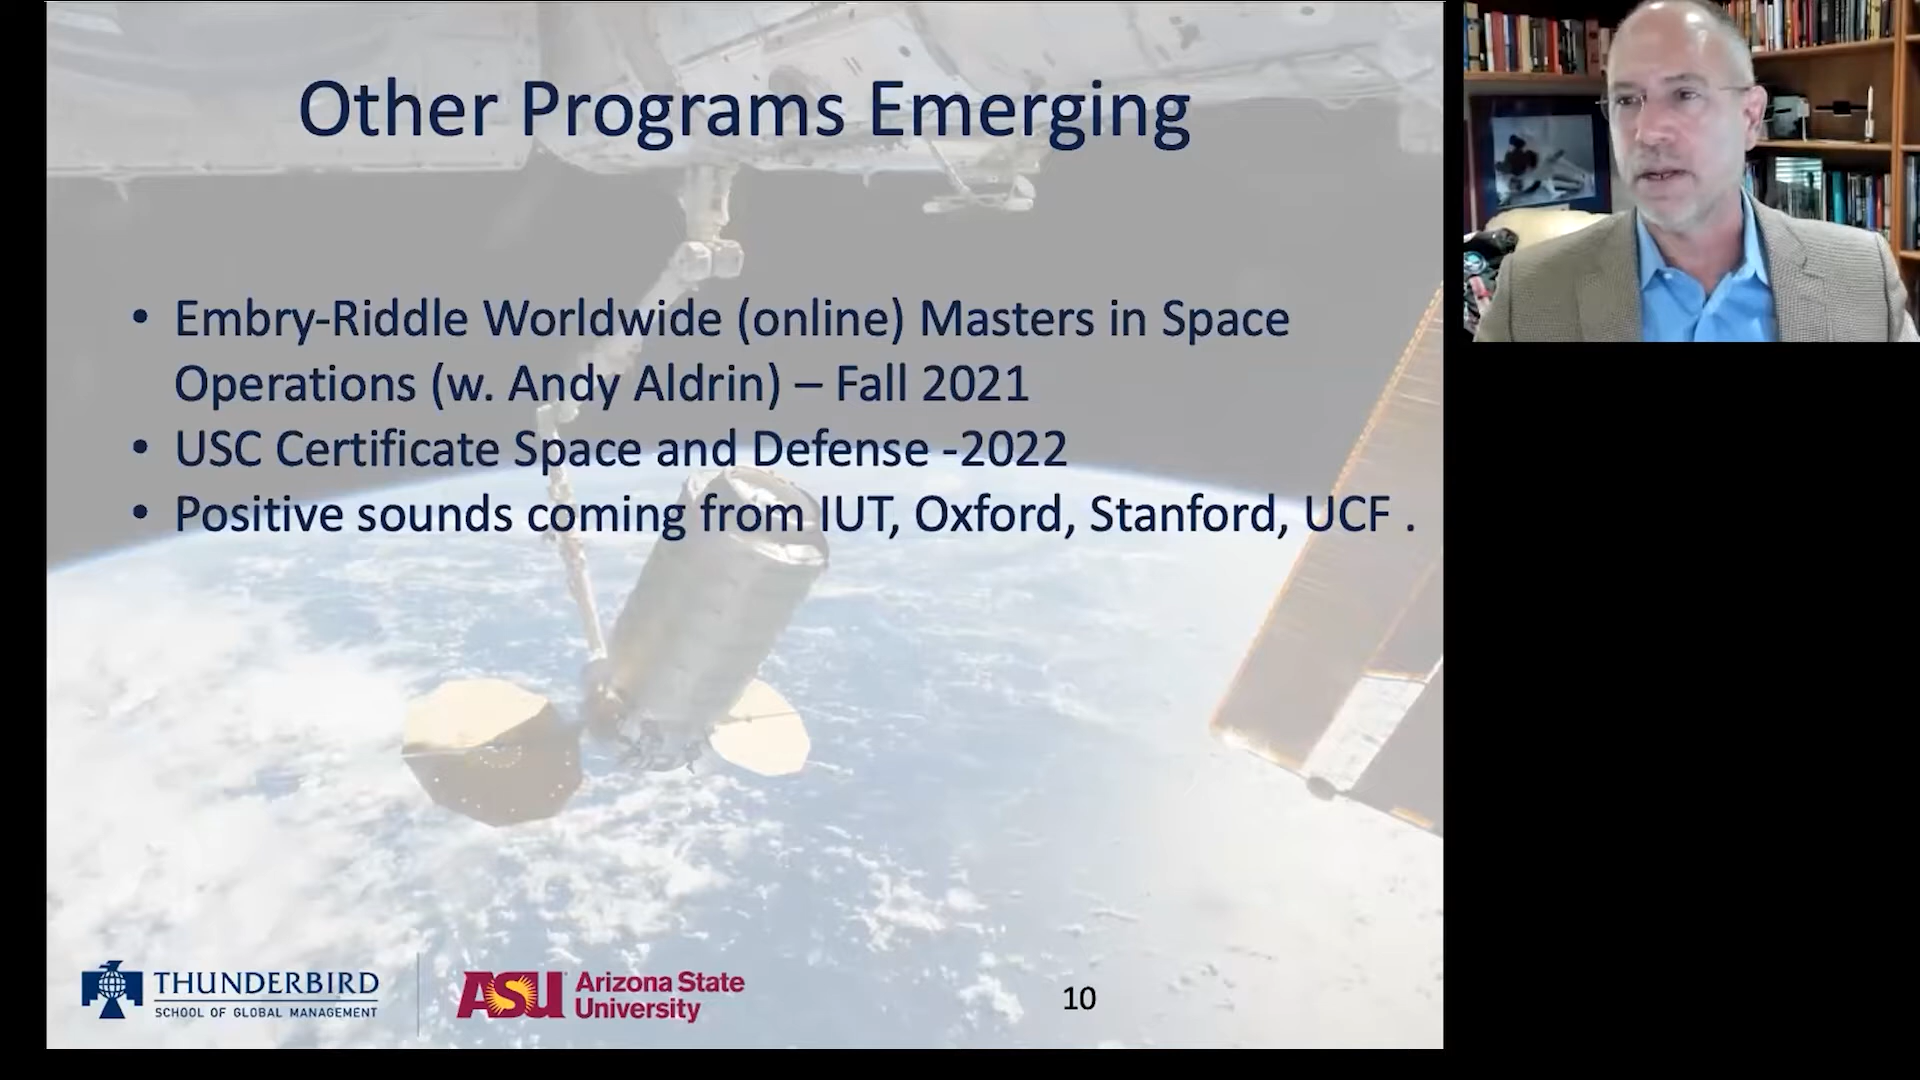 Other Programs Emerging
• Embry-Riddle Worldwide (online) Masters in Space
Operations (w. Andy Aldrin) – Fall 2021
• USC Certificate Space and Defense -2022
• Positive sounds coming from IUT, Oxford, Stanford, UCF .
THUNDERBIRD
SCHOOL OF GLOBAL MANAGEMENT
ASU Arizona State
University
10